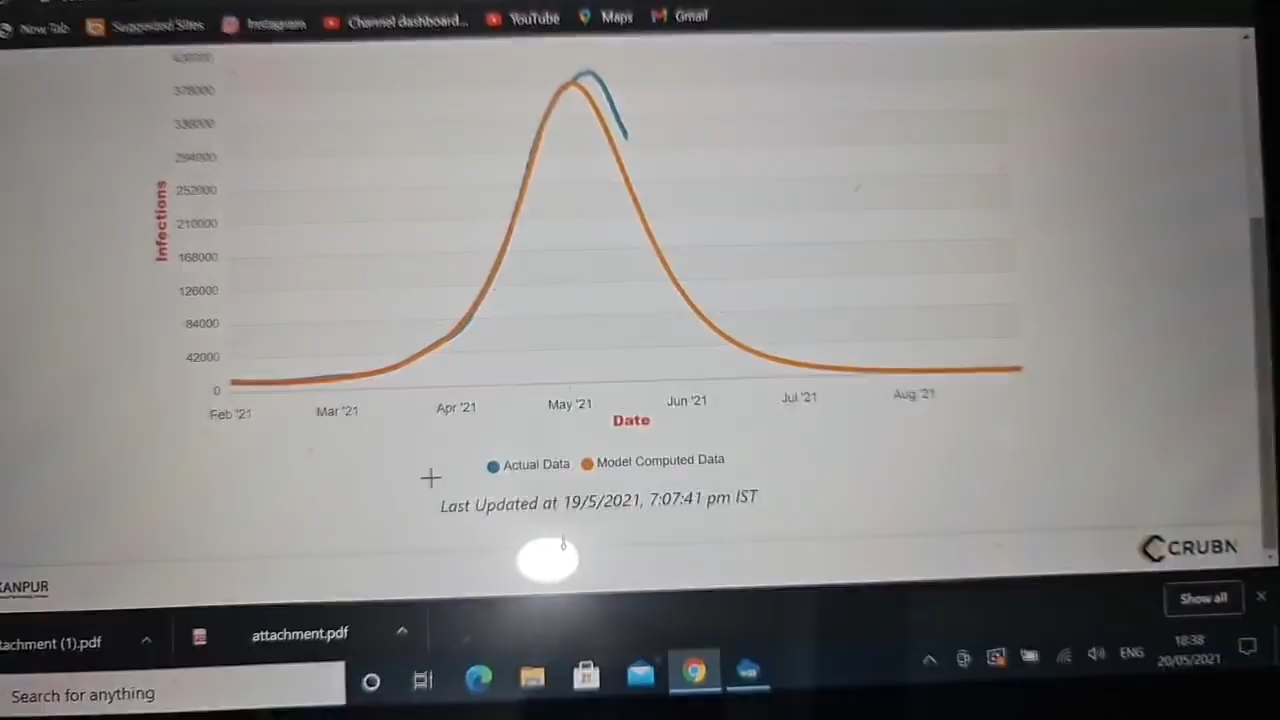 New Tab Suggested Sites Instagram Channel dashboard... YouTube Maps Gmail
420000
378000
336000
294000
252000
210000
168000
126000
84000
42000
0
Infections
Feb '21 Mar '21 Apr '21 May '21 Jun '21 Jul '21 Aug '21
Date
Actual Data Model Computed Data
Last Updated at 19/5/2021, 7:07:41 pm IST
CRUBN
KANPUR
Show all
tachment (1).pdf attachment.pdf
18:38
ENG
20/05/2021
Search for anything